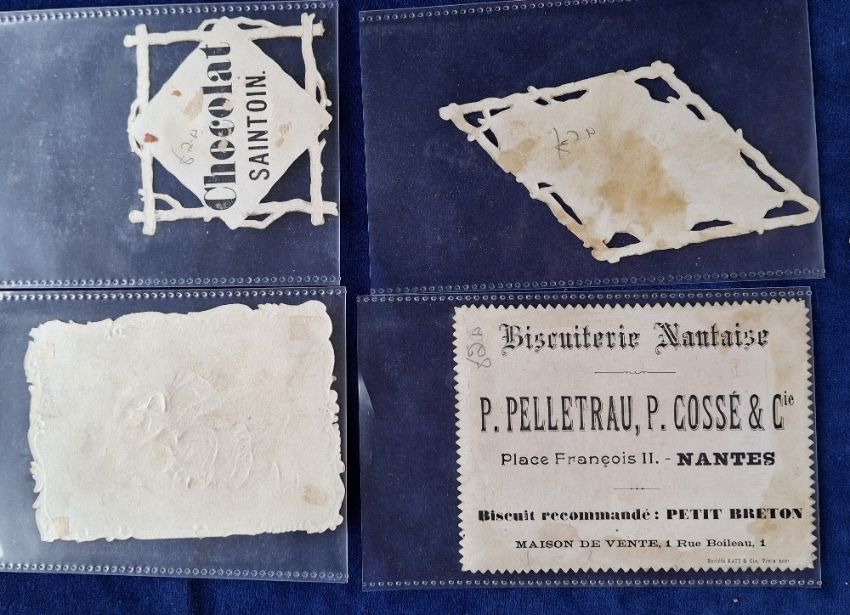 Chocolat
SAINTOIN.
Biscuiterie Nantaise
P. PELLETRAU, P. COSSÉ & Cie
Place François II. - NANTES
Biscuit recommandé : PETIT BRETON
MAISON DE VENTE, 1 Rue Boileau, 1